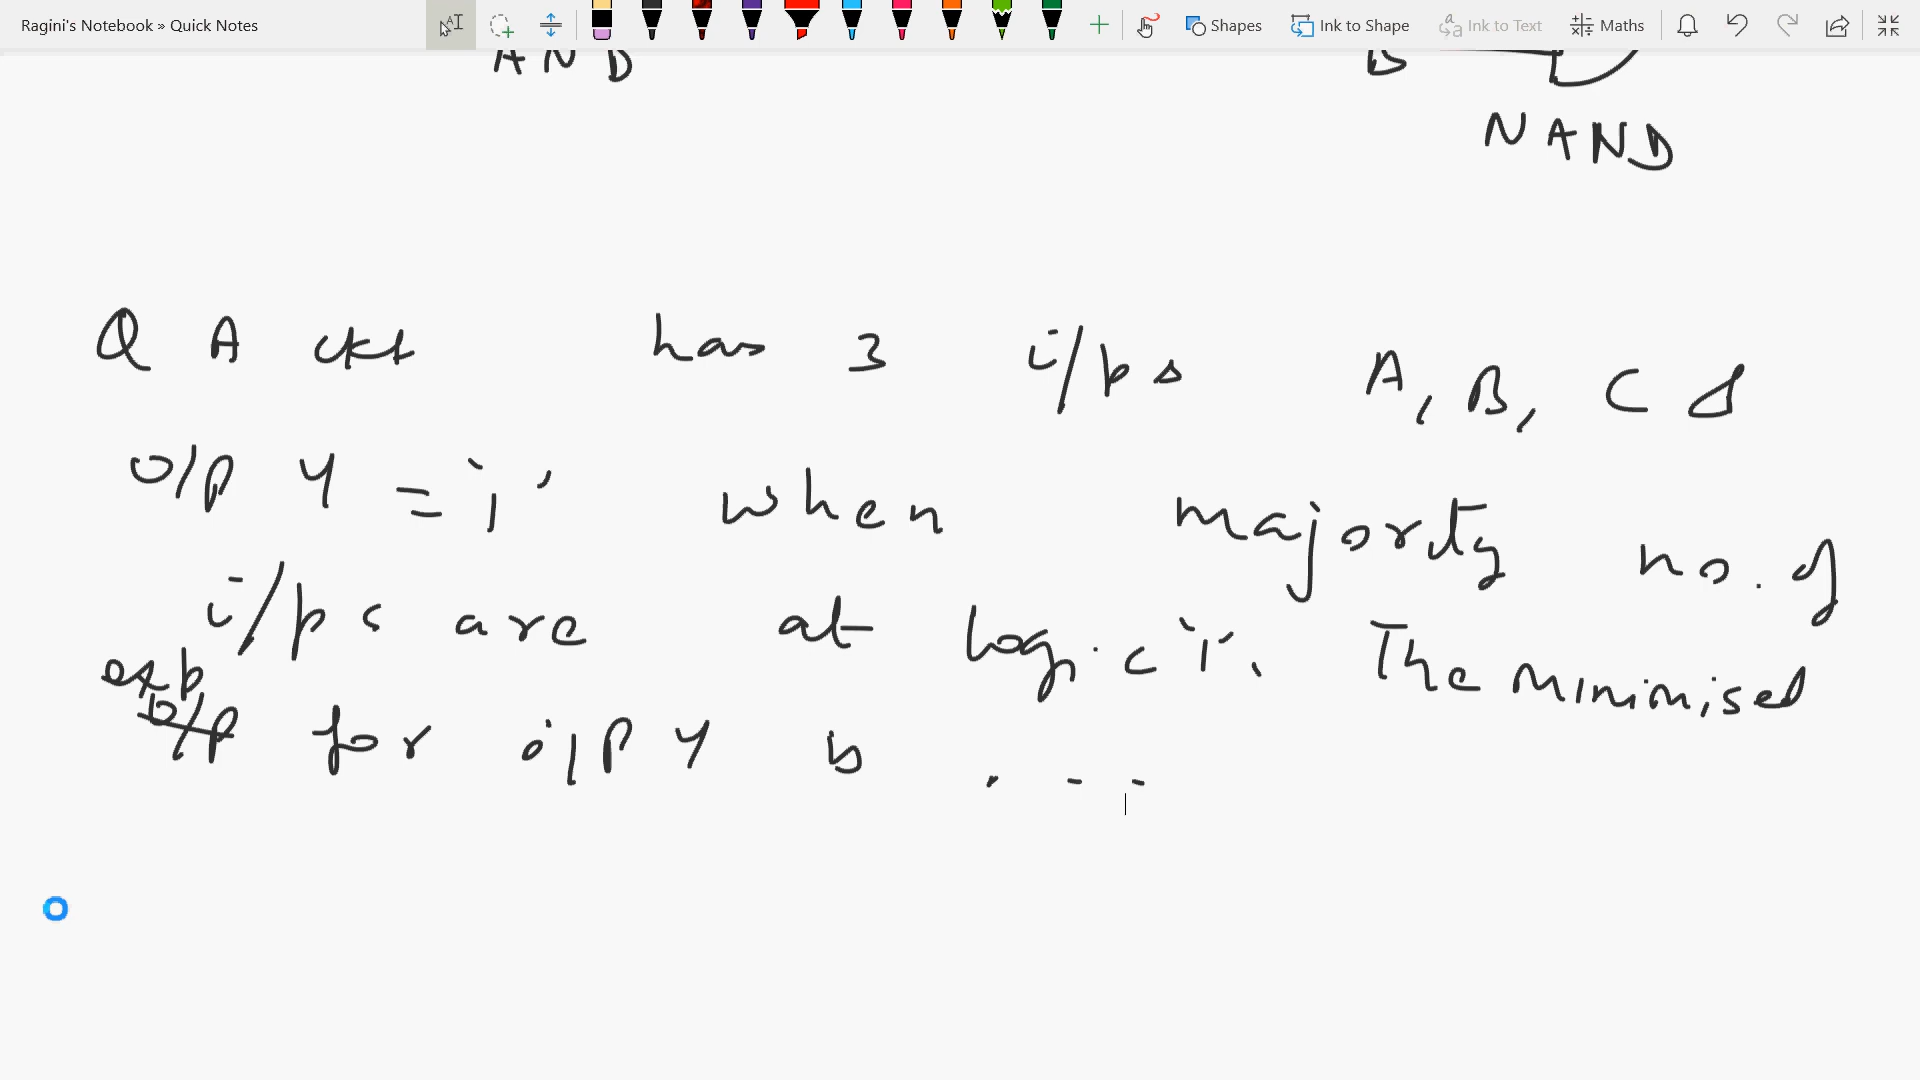 Ragini's Notebook » Quick Notes Shapes Ink to Shape Ink to Text Maths
AND B
NAND
Q A ckt has 3 i/ps A, B, C &
O/P Y = '1' when majority no. of
i/ps are at logic '1'. The minimised
exp
O/P for O/P Y is . - -